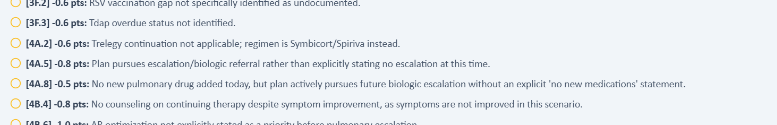 [3F.2] -0.6 pts: RSV vaccination gap not specifically identified as undocumented.
[3F.3] -0.6 pts: Tdap overdue status not identified.
[4A.2] -0.6 pts: Trelegy continuation not applicable; regimen is Symbicort/Spiriva instead.
[4A.5] -0.8 pts: Plan pursues escalation/biologic referral rather than explicitly stating no escalation at this time.
[4A.8] -0.5 pts: No new pulmonary drug added today, but plan actively pursues future biologic escalation without an explicit 'no new medications' statement.
[4B.4] -0.8 pts: No counseling on continuing therapy despite symptom improvement, as symptoms are not improved in this scenario.
[4B.6] -1.0 pts: AR optimization not explicitly stated as a priority before pulmonary escalation.